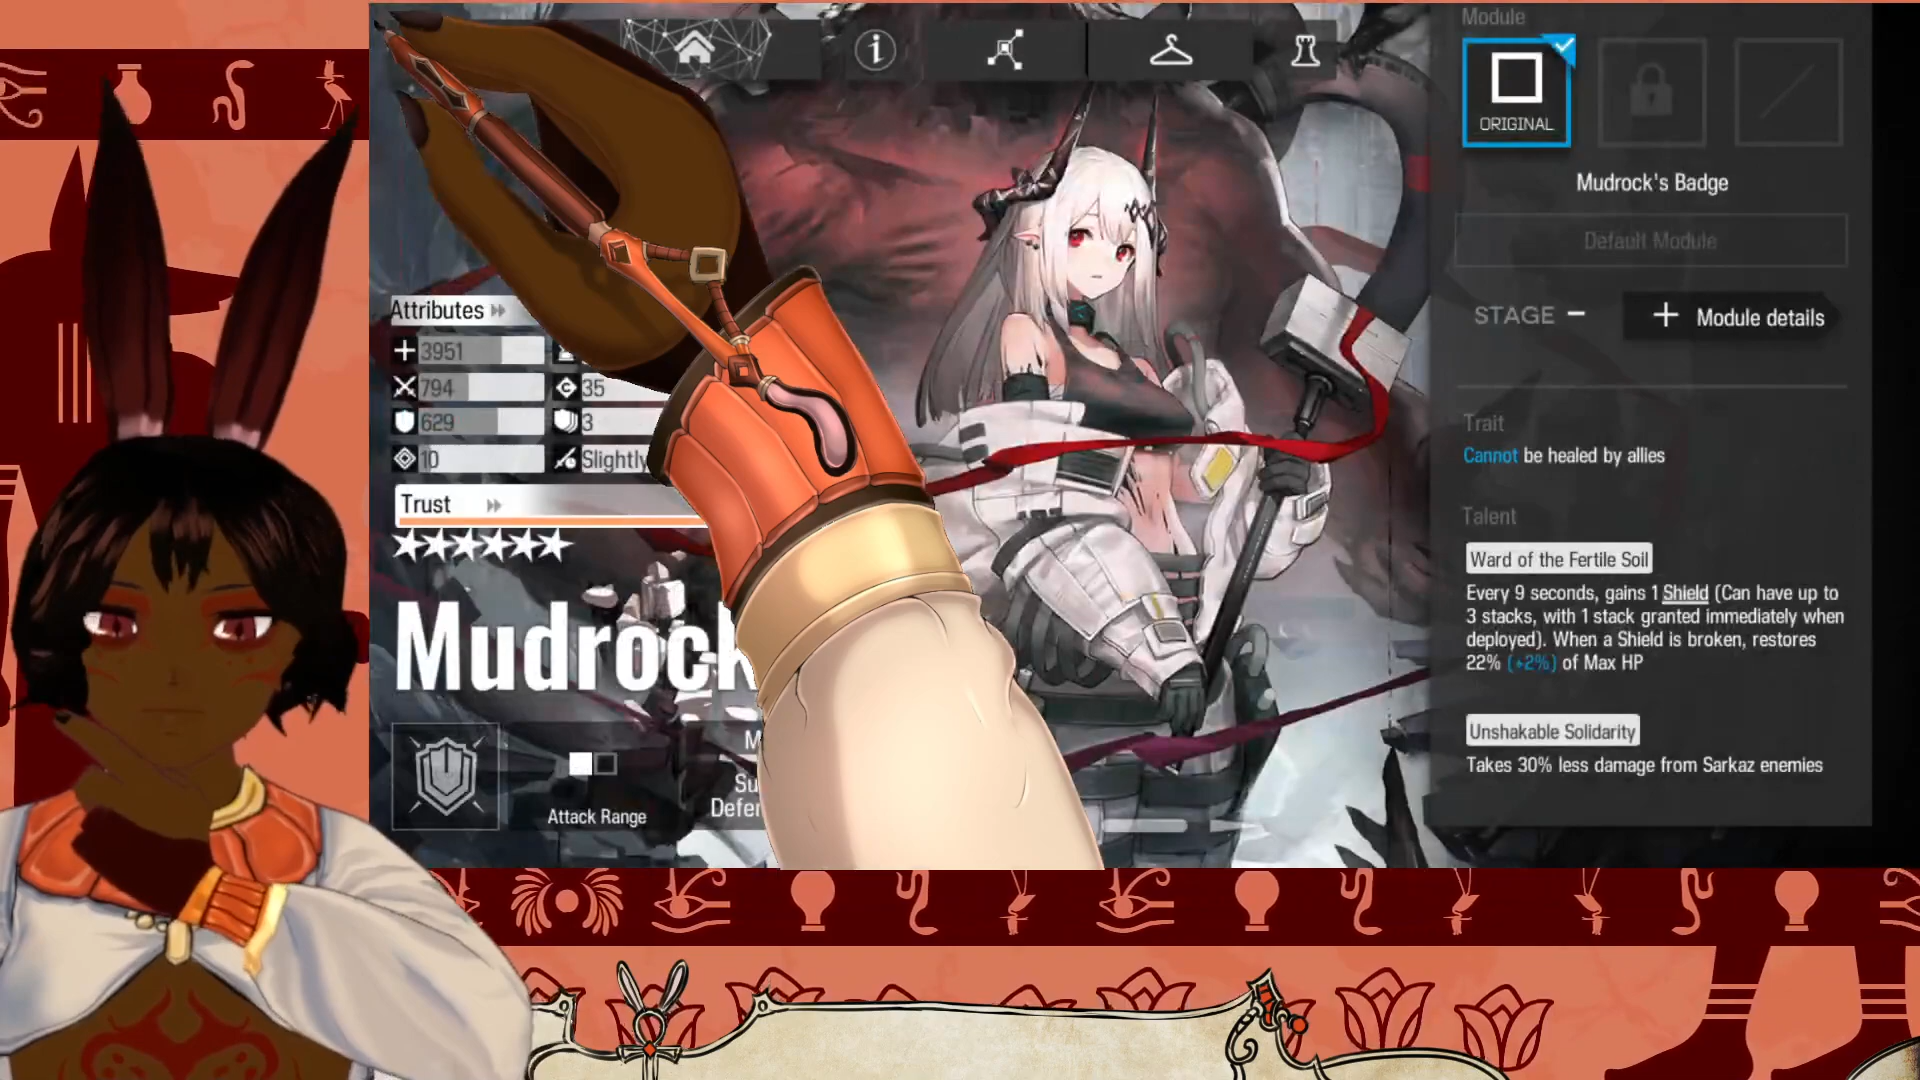 Module
ORIGINAL
Mudrock's Badge
Default Module
STAGE -
+ Module details
Attributes
3951
794
35
629
3
10
Slightly
Trust
Mudrock
Attack Range
Trait
Cannot be healed by allies
Talent
Ward of the Fertile Soil
Every 9 seconds, gains 1 Shield (Can have up to
3 stacks, with 1 stack granted immediately when
deployed). When a Shield is broken, restores
22% (+2%) of Max HP
Unshakable Solidarity
Takes 30% less damage from Sarkaz enemies